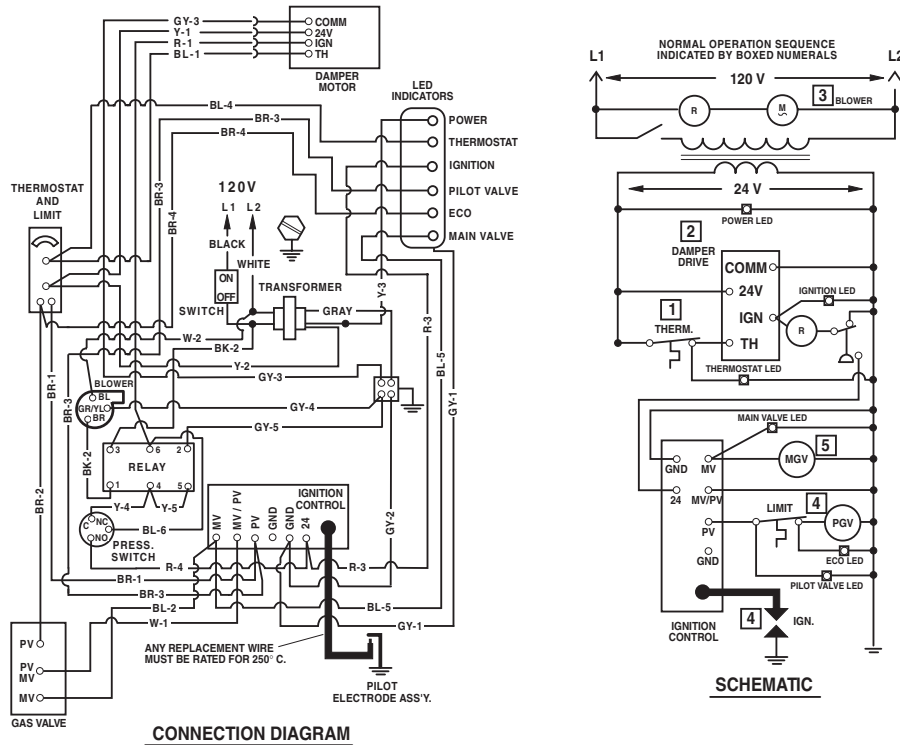 GY-3
Y-1
R-1
BL-1
COMM
24V
IGN
TH
DAMPER
MOTOR
LED
INDICATORS
POWER
THERMOSTAT
IGNITION
PILOT VALVE
ECO
MAIN VALVE
BL-4
BR-3
BR-4
BR-3
BR-4
THERMOSTAT
AND
LIMIT
120V
L1 L2
BLACK
WHITE
ON
OFF
SWITCH
TRANSFORMER
GRAY
Y-3
R-3
W-2
BK-2
Y-2
BL-5
GY-1
BR-1
BR-3
BLOWER
BL
GR/YL
BR
GY-3
GY-4
GY-5
BK-2
3 6 2
RELAY
1 4 5
Y-4 Y-5
BR-2
C NC
NO
PRESS.
SWITCH
BL-6
MV
MV / PV
PV
GND
GND
24
IGNITION
CONTROL
GY-2
R-4
R-3
BR-1
BR-3
BL-2
BL-5
W-1
GY-1
ANY REPLACEMENT WIRE
MUST BE RATED FOR 250° C.
PILOT
ELECTRODE ASS'Y.
PV
PV
MV
MV
GAS VALVE
CONNECTION DIAGRAM
NORMAL OPERATION SEQUENCE
INDICATED BY BOXED NUMERALS
L1
L2
120 V
R
M
3 BLOWER
24 V
POWER LED
2
DAMPER
DRIVE
COMM
24V
IGN
TH
IGNITION LED
R
1
THERM.
THERMOSTAT LED
MAIN VALVE LED
GND
MV
MGV
5
24
MV/PV
PV
LIMIT
4
PGV
GND
ECO LED
PILOT VALVE LED
4
IGN.
IGNITION
CONTROL
SCHEMATIC